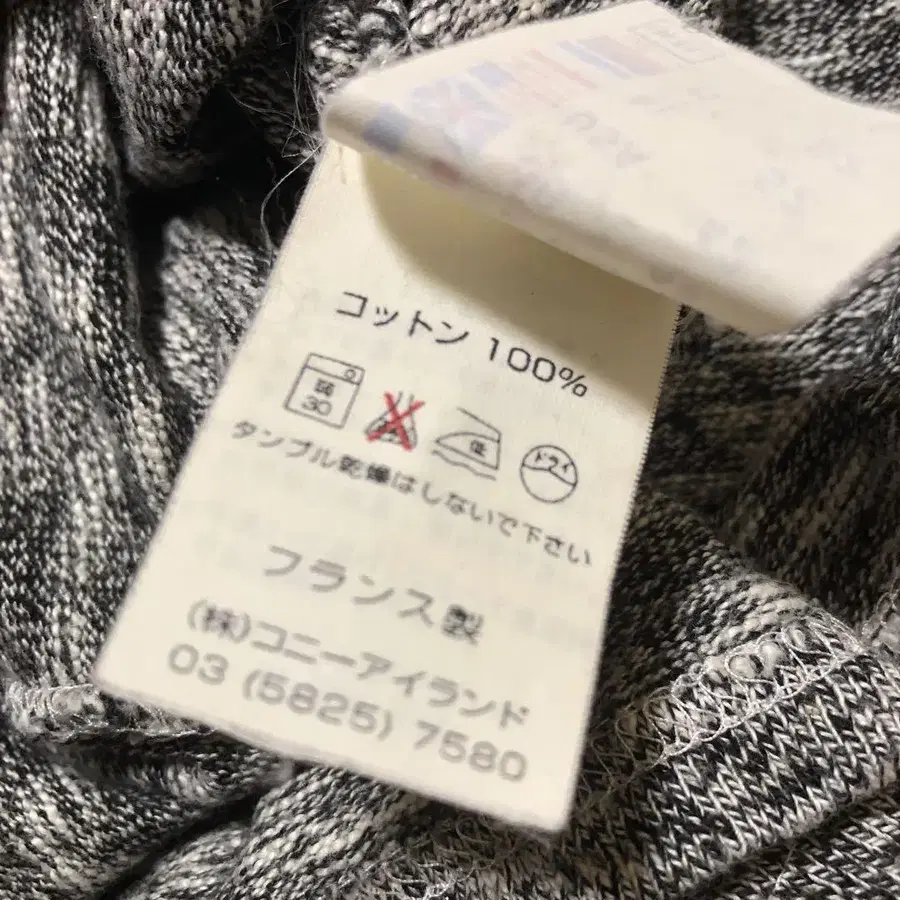 コットン 100%
弱
30
低
ドライ
タンブル乾燥はしないで下さい
フランス製
(株)コニーアイランド
03 (5825) 7580